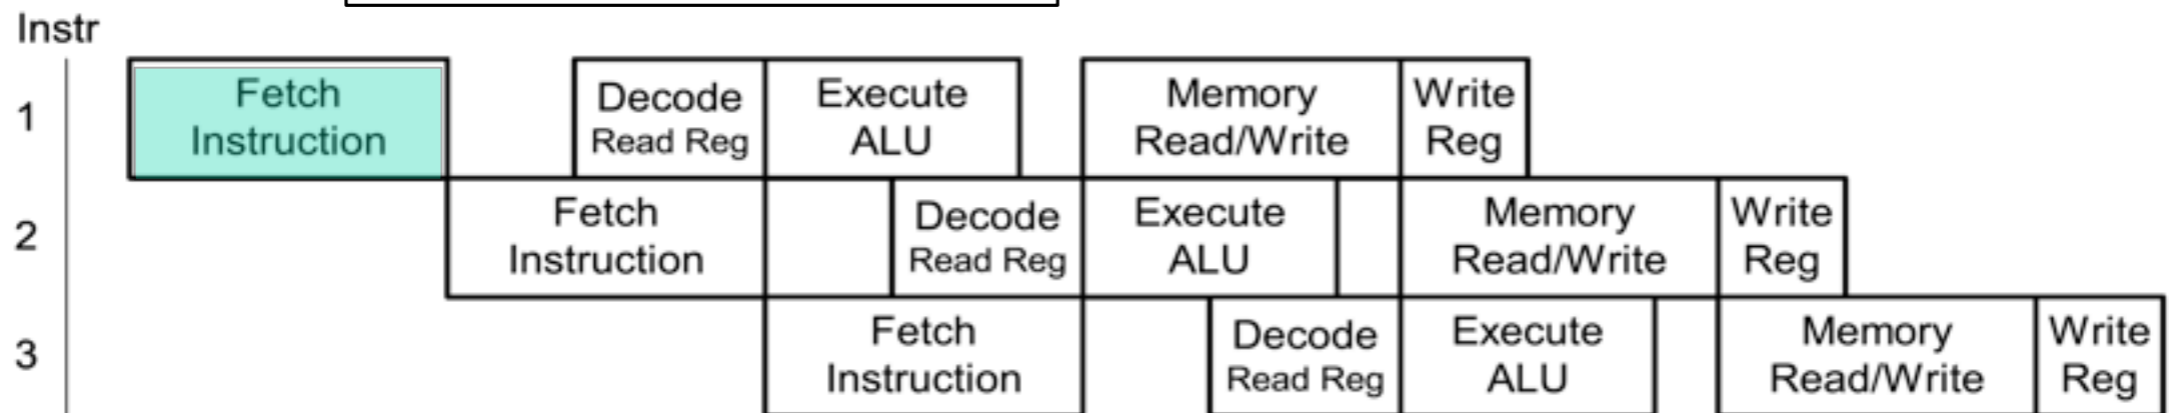 Instr
1
Fetch
Instruction
Decode
Read Reg
Execute
ALU
Memory
Read/Write
Write
Reg
2
Fetch
Instruction
Decode
Read Reg
Execute
ALU
Memory
Read/Write
Write
Reg
3
Fetch
Instruction
Decode
Read Reg
Execute
ALU
Memory
Read/Write
Write
Reg